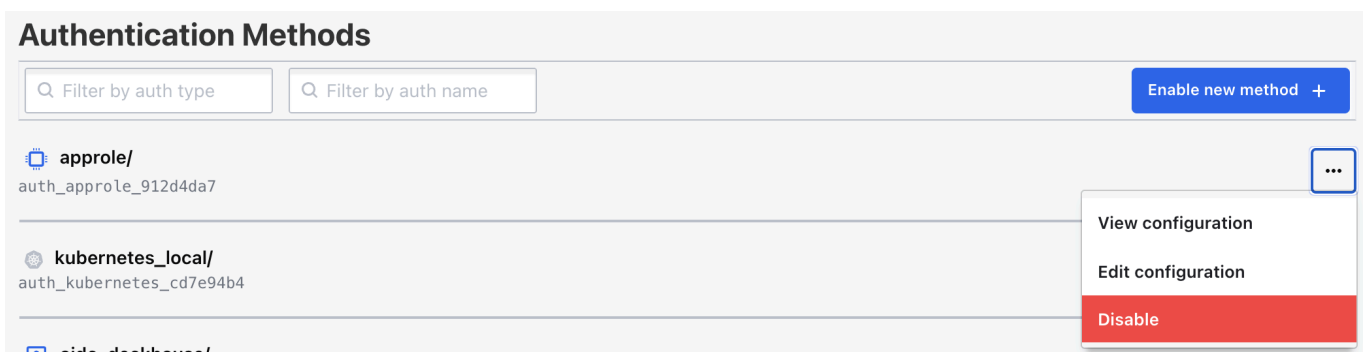 Authentication Methods
Filter by auth type
Filter by auth name
Enable new method +
approle/
auth_approle_912d4da7
View configuration
kubernetes_local/
auth_kubernetes_cd7e94b4
Edit configuration
Disable